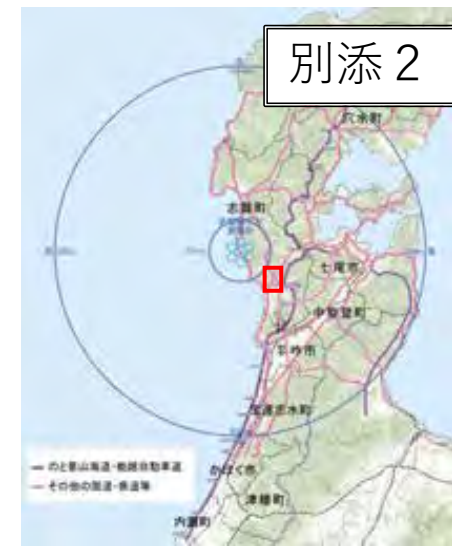 別添2
穴水町
志賀町
七尾市
中能登町
羽咋市
宝達志水町
かほく市
津幡町
内灘町
のと里山海道・能越自動車道
その他の国道・県道等